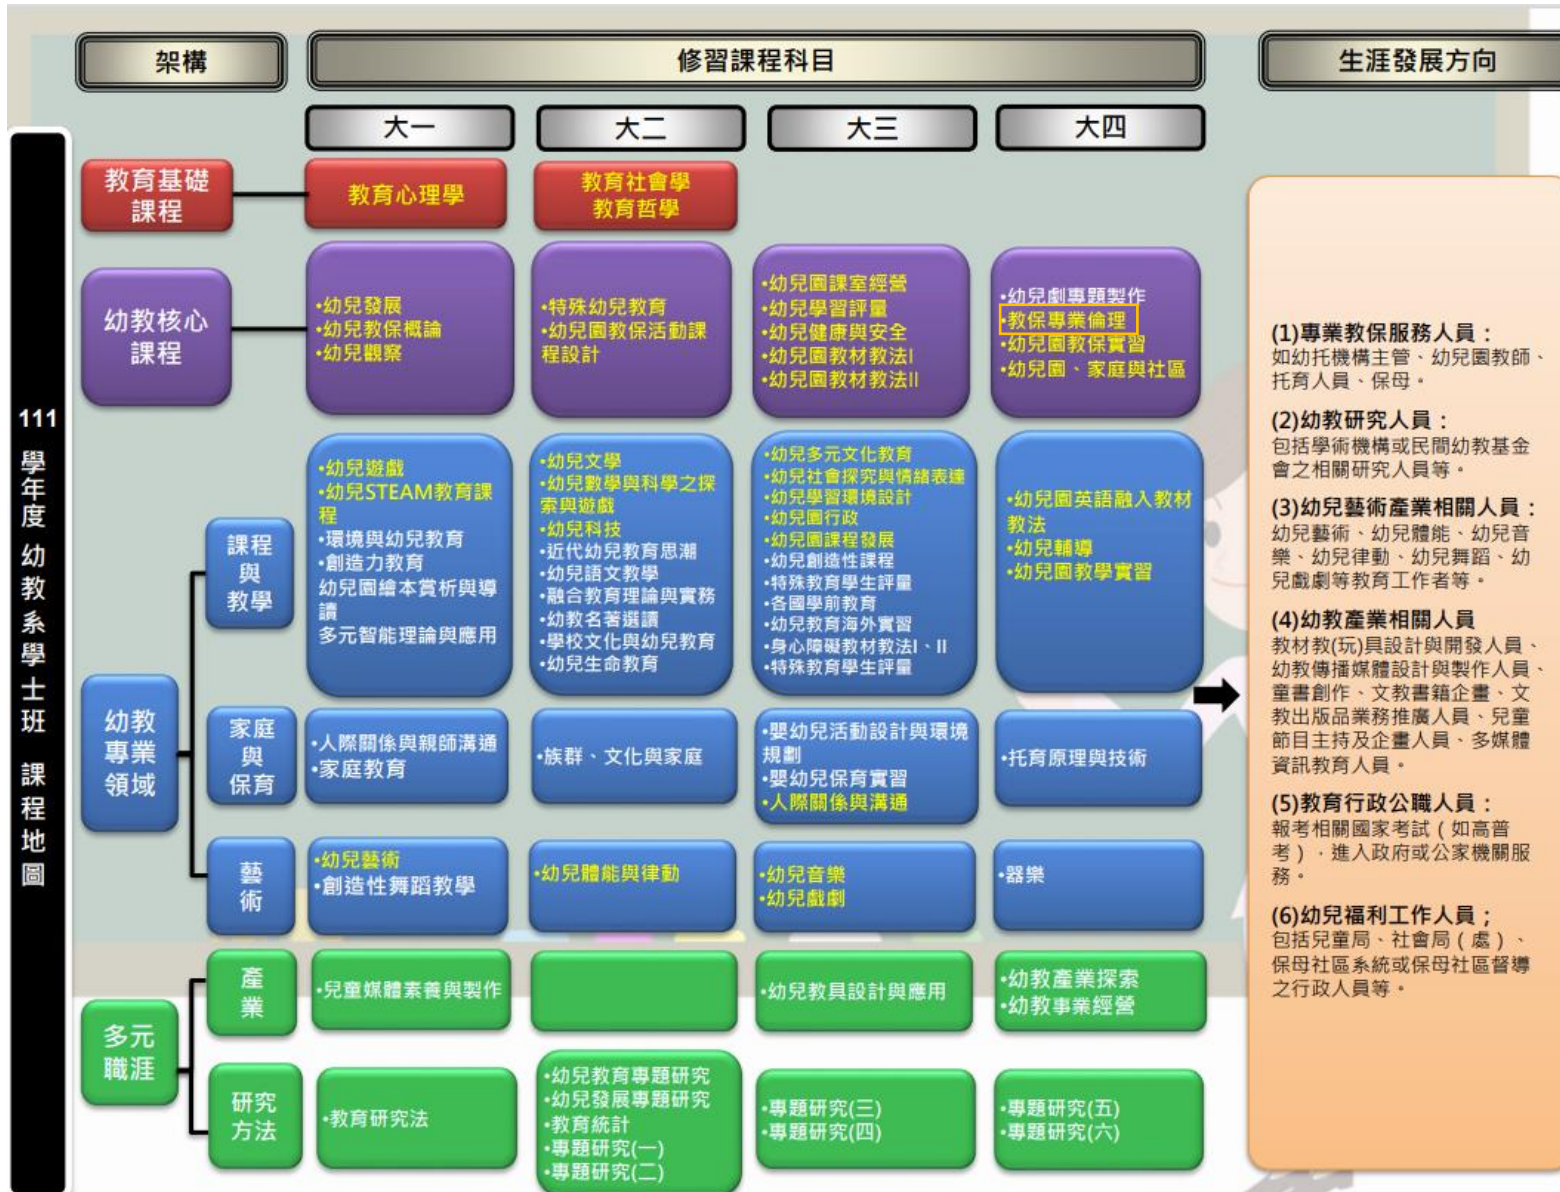 架構
修習課程科目
生涯發展方向
大一
大二
大三
大四
111
學年度 幼教系學士班 課程地圖
教育基礎
課程
教育心理學
教育社會學
教育哲學
幼教核心
課程
•幼兒發展
•幼兒教保概論
•幼兒觀察
•特殊幼兒教育
•幼兒園教保活動課
程設計
•幼兒園課室經營
•幼兒學習評量
•幼兒健康與安全
•幼兒園教材教法I
•幼兒園教材教法II
•幼兒劇專題製作
•教保專業倫理
•幼兒園教保實習
•幼兒園、家庭與社區
幼教
專業
領域
課程
與
教學
•幼兒遊戲
•幼兒STEAM教育課
程
•環境與幼兒教育
•創造力教育
幼兒園繪本賞析與導
讀
多元智能理論與應用
•幼兒文學
•幼兒數學與科學之探
索與遊戲
•幼兒科技
•近代幼兒教育思潮
•幼兒語文教學
•融合教育理論與實務
•幼教名著選讀
•學校文化與幼兒教育
•幼兒生命教育
•幼兒多元文化教育
•幼兒社會探究與情緒表達
•幼兒學習環境設計
•幼兒園行政
•幼兒園課程發展
•幼兒創造性課程
•特殊教育學生評量
•各國學前教育
•幼兒教育海外實習
•身心障礙教材教法I、II
•特殊教育學生評量
•幼兒園英語融入教材
教法
•幼兒輔導
•幼兒園教學實習
家庭
與
保育
•人際關係與親師溝通
•家庭教育
•族群、文化與家庭
•嬰幼兒活動設計與環境
規劃
•嬰幼兒保育實習
•人際關係與溝通
•托育原理與技術
藝
術
•幼兒藝術
•創造性舞蹈教學
•幼兒體能與律動
•幼兒音樂
•幼兒戲劇
•器樂
多元
職涯
產
業
•兒童媒體素養與製作
•幼兒教具設計與應用
•幼教產業探索
•幼教事業經營
研究
方法
•教育研究法
•幼兒教育專題研究
•幼兒發展專題研究
•教育統計
•專題研究(一)
•專題研究(二)
•專題研究(三)
•專題研究(四)
•專題研究(五)
•專題研究(六)
(1)專業教保服務人員：
如幼托機構主管、幼兒園教師、
托育人員、保母。
(2)幼教研究人員：
包括學術機構或民間幼教基金
會之相關研究人員等。
(3)幼兒藝術產業相關人員：
幼兒藝術、幼兒體能、幼兒音
樂、幼兒律動、幼兒舞蹈、幼
兒戲劇等教育工作者等。
(4)幼教產業相關人員
教材教(玩)具設計與開發人員、
幼教傳播媒體設計與製作人員、
童書創作、文教書籍企畫、文
教出版品業務推廣人員、兒童
節目主持及企畫人員、多媒體
資訊教育人員。
(5)教育行政公職人員：
報考相關國家考試（如高普
考），進入政府或公家機關服
務。
(6)幼兒福利工作人員；
包括兒童局、社會局（處）、
保母社區系統或保母社區督導
之行政人員等。